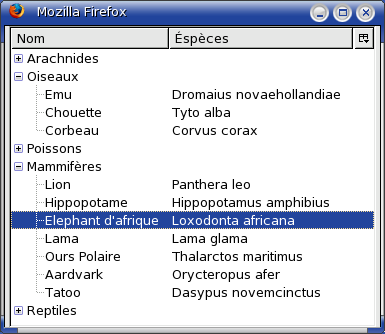 Mozilla Firefox
Nom Éspèces
Arachnides
Oiseaux
Emu Dromaius novaehollandiae
Chouette Tyto alba
Corbeau Corvus corax
Poissons
Mammifères
Lion Panthera leo
Hippopotame Hippopotamus amphibius
Elephant d'afrique Loxodonta africana
Lama Lama glama
Ours Polaire Thalarctos maritimus
Aardvark Orycteropus afer
Tatoo Dasypus novemcinctus
Reptiles